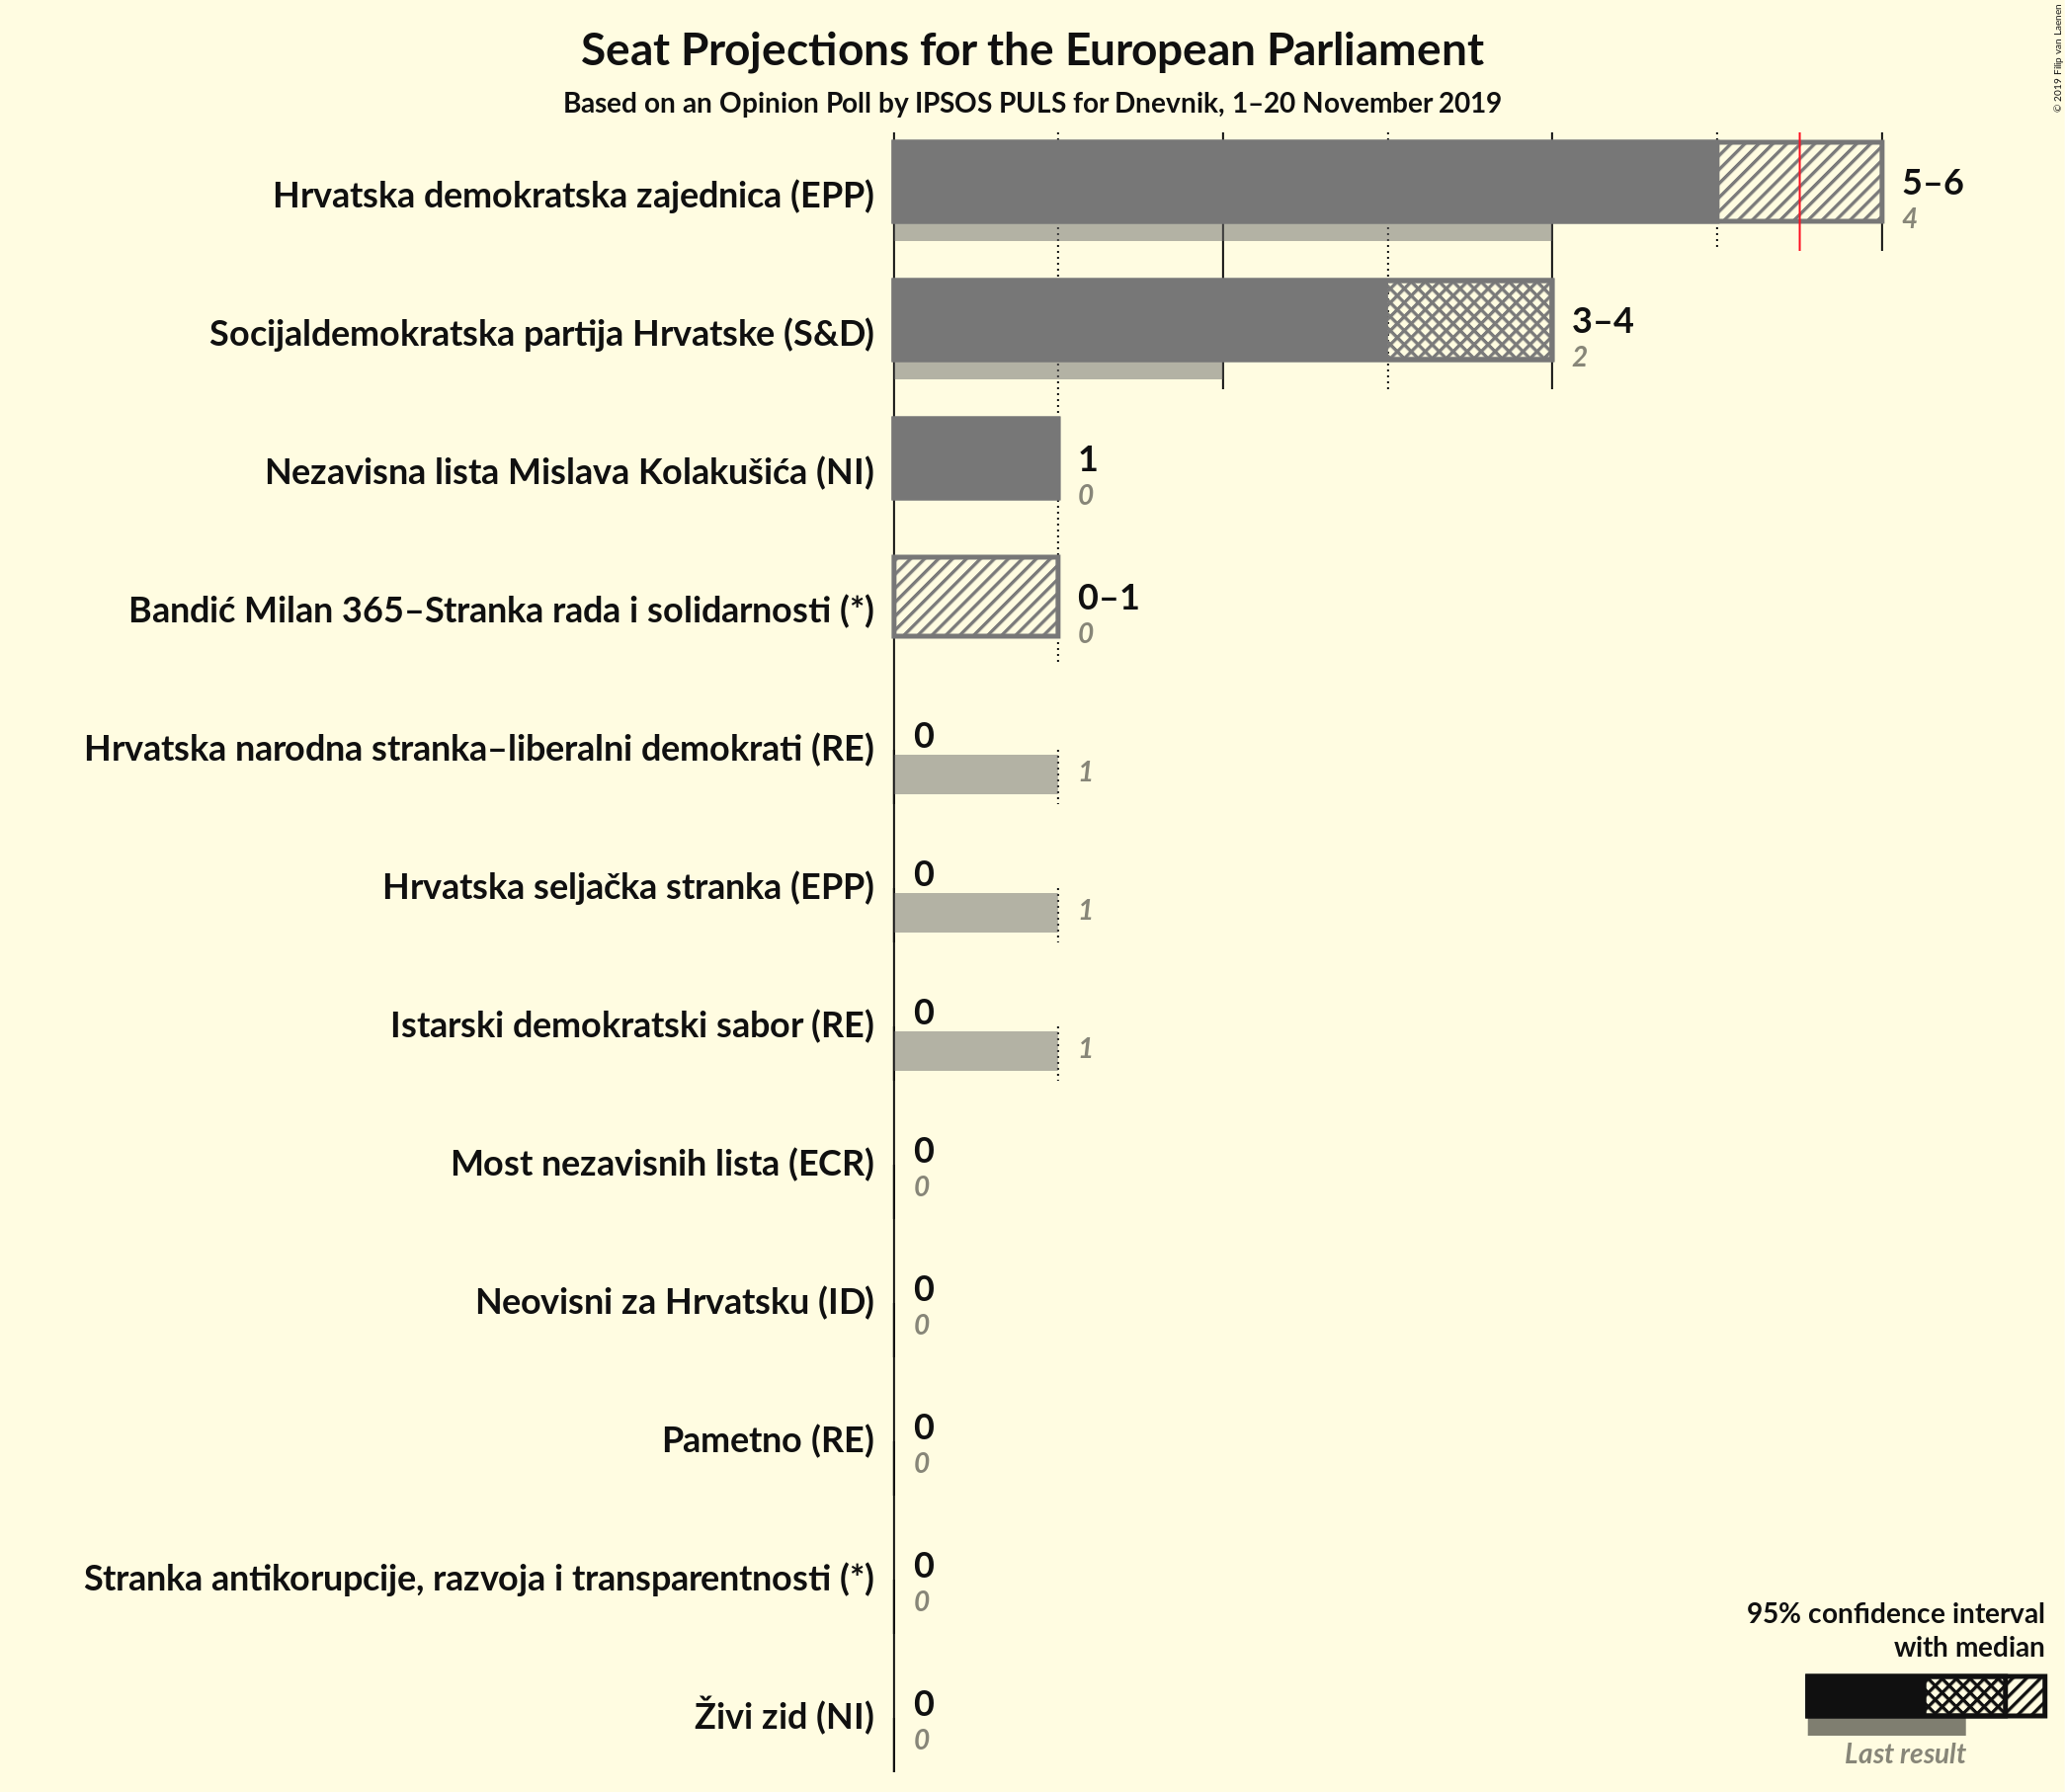 Seat Projections for the European Parliament
Based on an Opinion Poll by IPSOS PULS for Dnevnik, 1–20 November 2019
© 2019 Filip van Laenen
Hrvatska demokratska zajednica (EPP)
5–6
4
Socijaldemokratska partija Hrvatske (S&D)
3–4
2
Nezavisna lista Mislava Kolakušića (NI)
1
0
Bandić Milan 365–Stranka rada i solidarnosti (*)
0–1
0
Hrvatska narodna stranka–liberalni demokrati (RE)
0
1
Hrvatska seljačka stranka (EPP)
0
1
Istarski demokratski sabor (RE)
0
1
Most nezavisnih lista (ECR)
0
0
Neovisni za Hrvatsku (ID)
0
0
Pametno (RE)
0
0
Stranka antikorupcije, razvoja i transparentnosti (*)
0
0
Živi zid (NI)
0
0
95% confidence interval
with median
Last result